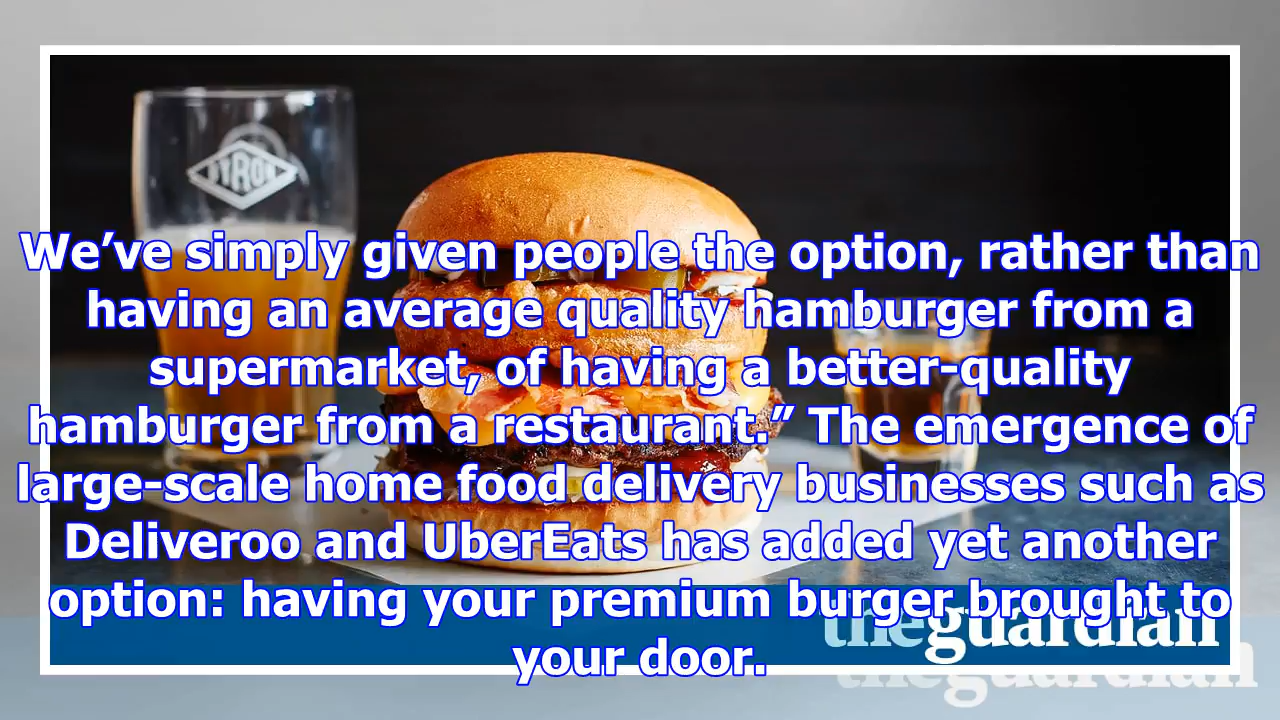 BYRON
We’ve simply given people the option, rather than
having an average quality hamburger from a
supermarket, of having a better-quality
hamburger from a restaurant.” The emergence of
large-scale home food delivery businesses such as
Deliveroo and UberEats has added yet another
option: having your premium burger brought to
your door.
theguardian
theguardian